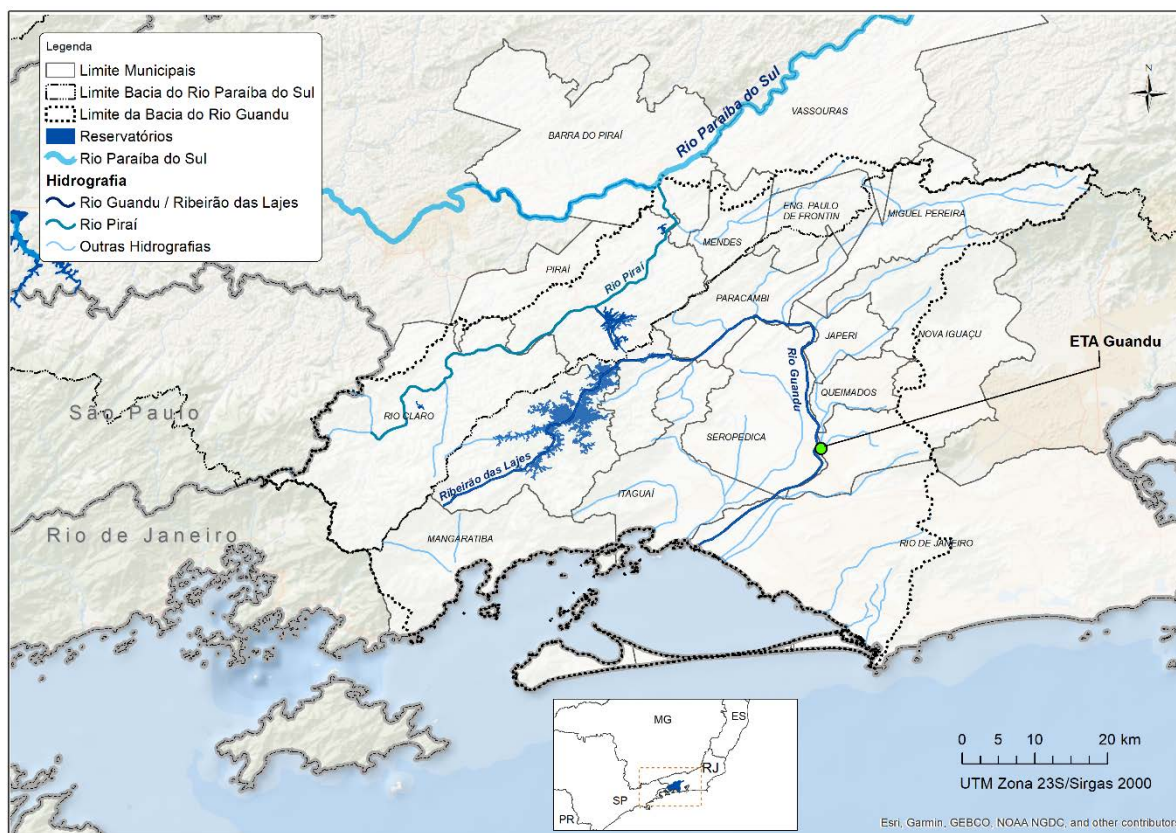 Legenda
Limite Municipais
Limite Bacia do Rio Paraíba do Sul
Limite da Bacia do Rio Guandu
Reservatórios
Rio Paraíba do Sul
Hidrografia
Rio Guandu / Ribeirão das Lajes
Rio Piraí
Outras Hidrografias
N
Rio Paraíba do Sul
VASSOURAS
BARRA DO PIRAÍ
ENG. PAULO
DE FRONTIN
MIGUEL PEREIRA
MENDES
PIRAÍ
Rio Piraí
PARACAMBI
JAPERI
NOVA IGUAÇU
ETA Guandu
Rio Guandu
QUEIMADOS
São Paulo
RIO CLARO
SEROPÉDICA
Ribeirão das Lajes
ITAGUAÍ
Rio de Janeiro
MANGARATIBA
RIO DE JANEIRO
MG
ES
RJ
SP
PR
0 5 10 20 km
UTM Zona 23S/Sirgas 2000
Esri, Garmin, GEBCO, NOAA NGDC, and other contributor